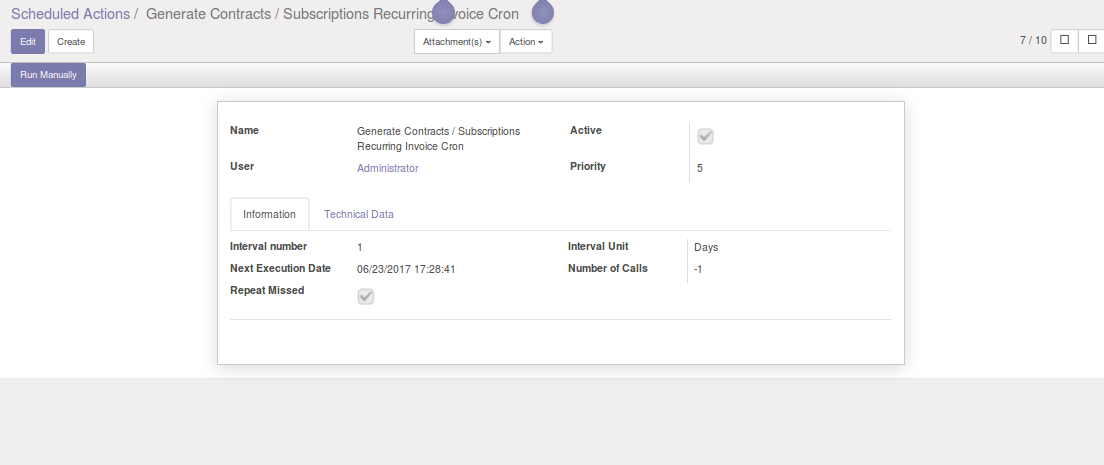 Scheduled Actions / Generate Contracts / Subscriptions Recurring voice Cron
Edit Create Attachment(s) Action 7 / 10
Run Manually
Name Generate Contracts / Subscriptions Recurring Invoice Cron Active
User Administrator Priority 5
Information Technical Data
Interval number 1 Interval Unit Days
Next Execution Date 06/23/2017 17:28:41 Number of Calls -1
Repeat Missed